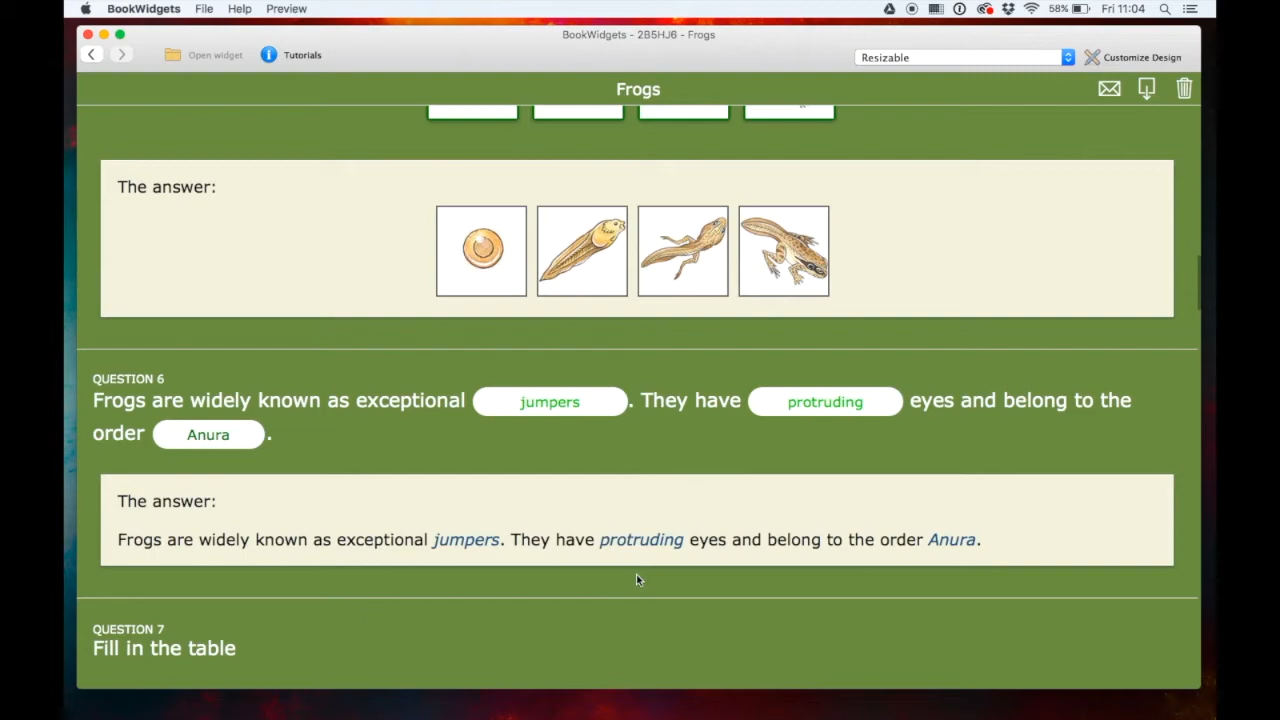 BookWidgets File Help Preview 58% Fri 11:04
BookWidgets - 2B5HJ6 - Frogs
Open widget Tutorials Resizable Customize Design
Frogs
The answer:
QUESTION 6
Frogs are widely known as exceptional jumpers. They have protruding eyes and belong to the
order Anura.
The answer:
Frogs are widely known as exceptional jumpers. They have protruding eyes and belong to the order Anura.
QUESTION 7
Fill in the table